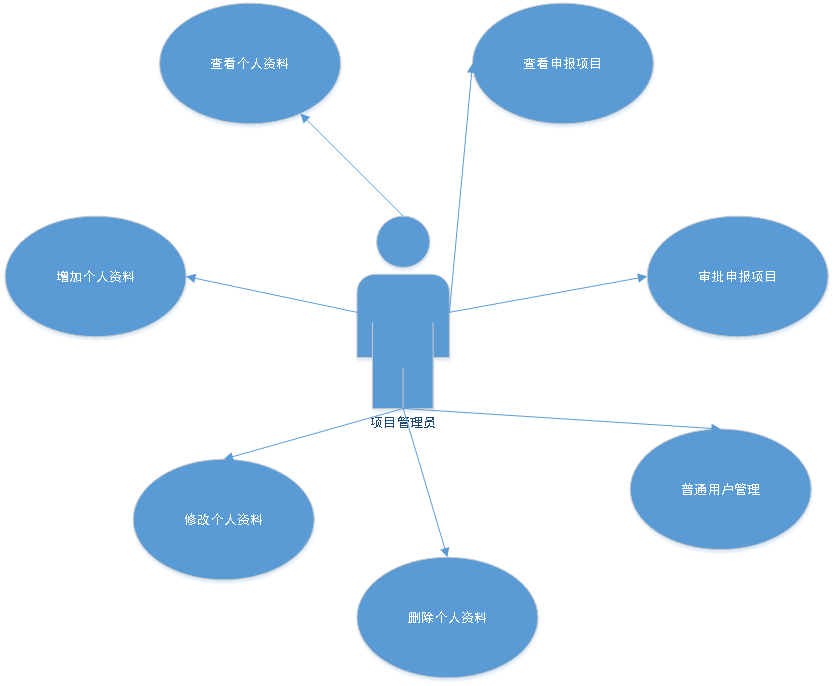 查看个人资料
查看申报项目
增加个人资料
审批申报项目
项目管理员
普通用户管理
修改个人资料
删除个人资料